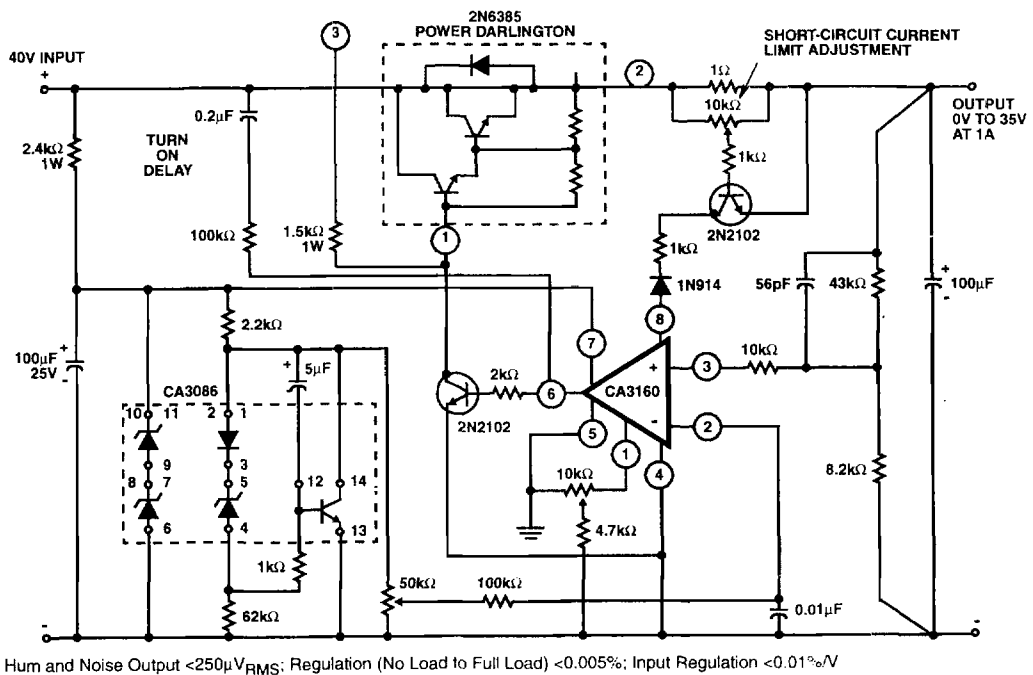 2N6385
POWER DARLINGTON
3
SHORT-CIRCUIT CURRENT
LIMIT ADJUSTMENT
40V INPUT
+
2
1Ω
+
0.2μF
10kΩ
OUTPUT
0V TO 35V
AT 1A
2.4kΩ
1W
TURN
ON
DELAY
1kΩ
100kΩ
1.5kΩ
1W
1
2N2102
1kΩ
1N914
56pF
43kΩ
+
-
100μF
2.2kΩ
8
7
100μF
25V
+
-
+
5μF
10kΩ
3
+
CA3160
-
2kΩ
6
CA3086
2N2102
5
2
10
11
2
1
1
4
9
3
10kΩ
8
7
5
12
14
8.2kΩ
6
4
13
4.7kΩ
1kΩ
50kΩ
100kΩ
0.01μF
62kΩ
-
-
Hum and Noise Output <250μVRMS; Regulation (No Load to Full Load) <0.005%; Input Regulation <0.01%/V